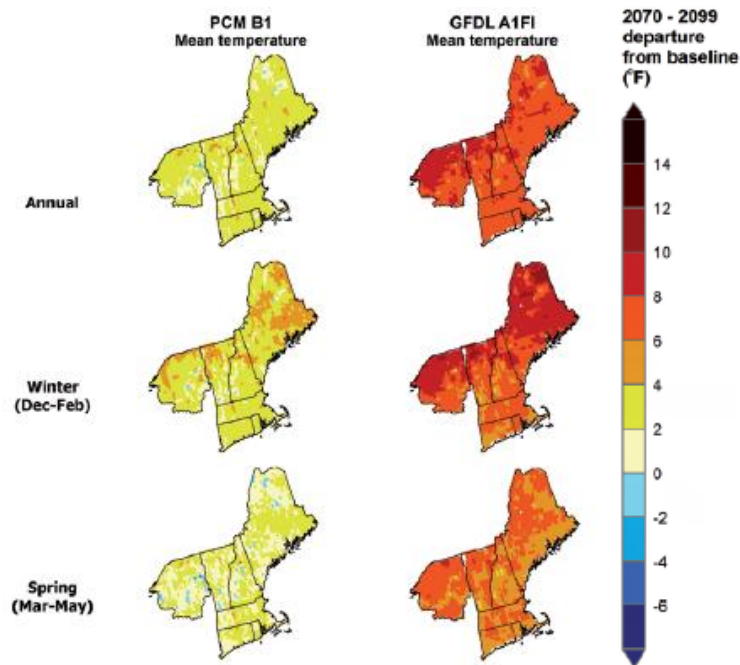 PCM B1
Mean temperature
GFDL A1FI
Mean temperature
2070 - 2099
departure
from baseline
(°F)
Annual
Winter
(Dec-Feb)
Spring
(Mar-May)
14
12
10
8
6
4
2
0
-2
-4
-6